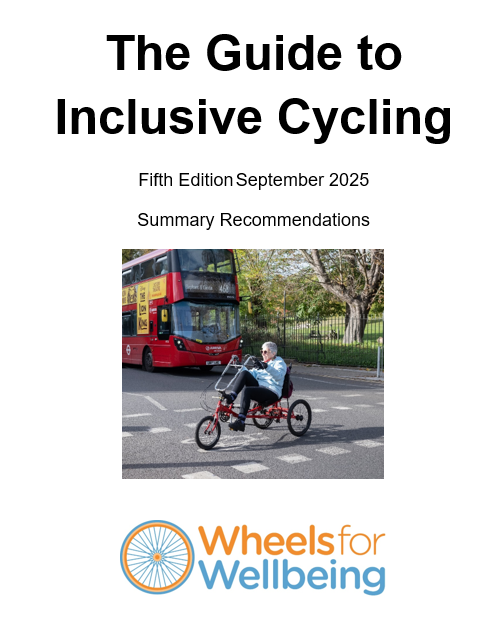 The Guide to
Inclusive Cycling
Fifth Edition September 2025
Summary Recommendations
Wheels for
Wellbeing